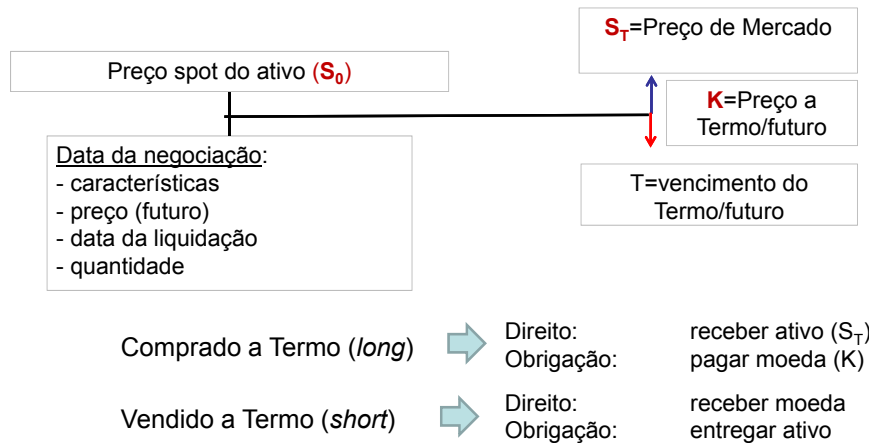 S_T=Preço de Mercado
Preço spot do ativo (S_0)
K=Preço a
Termo/futuro
Data da negociação:
- características
- preço (futuro)
- data da liquidação
- quantidade
T=vencimento do
Termo/futuro
Comprado a Termo (long)
Direito: receber ativo (S_T)
Obrigação: pagar moeda (K)
Vendido a Termo (short)
Direito: receber moeda
Obrigação: entregar ativo